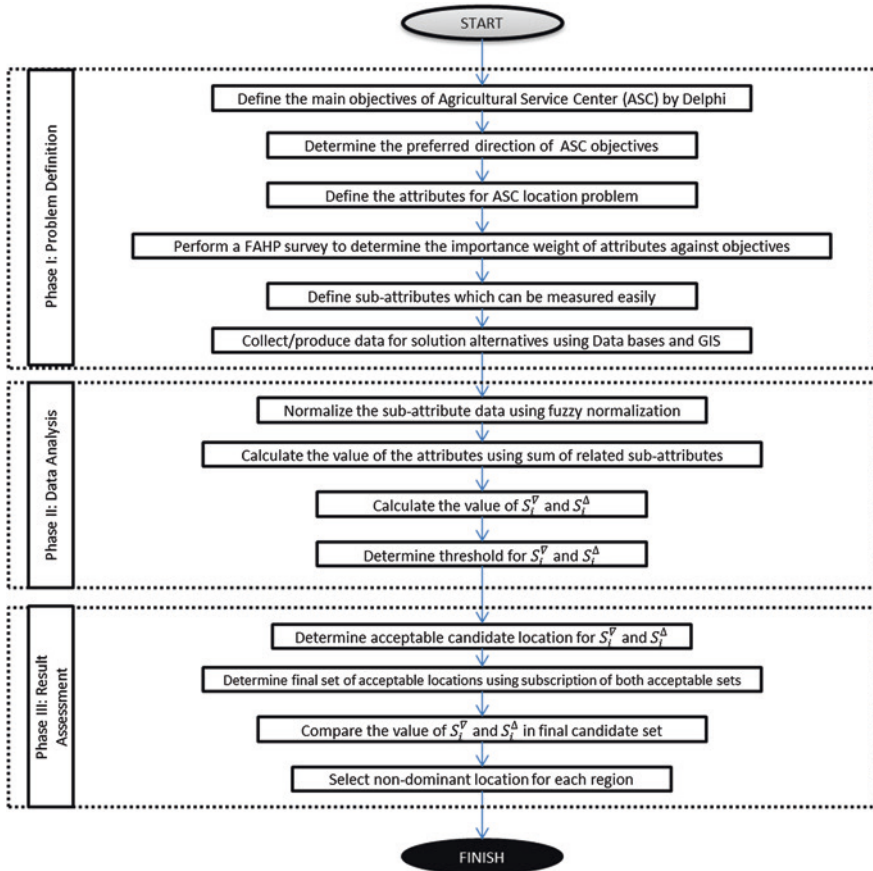 START
Phase I: Problem Definition
Define the main objectives of Agricultural Service Center (ASC) by Delphi
Determine the preferred direction of ASC objectives
Define the attributes for ASC location problem
Perform a FAHP survey to determine the importance weight of attributes against objectives
Define sub-attributes which can be measured easily
Collect/produce data for solution alternatives using Data bases and GIS
Phase II: Data Analysis
Normalize the sub-attribute data using fuzzy normalization
Calculate the value of the attributes using sum of related sub-attributes
Calculate the value of $S_i^∇$ and $S_i^Δ$
Determine threshold for $S_i^∇$ and $S_i^Δ$
Phase III: Result
Assessment
Determine acceptable candidate location for $S_i^∇$ and $S_i^Δ$
Determine final set of acceptable locations using subscription of both acceptable sets
Compare the value of $S_i^∇$ and $S_i^Δ$ in final candidate set
Select non-dominant location for each region
FINISH